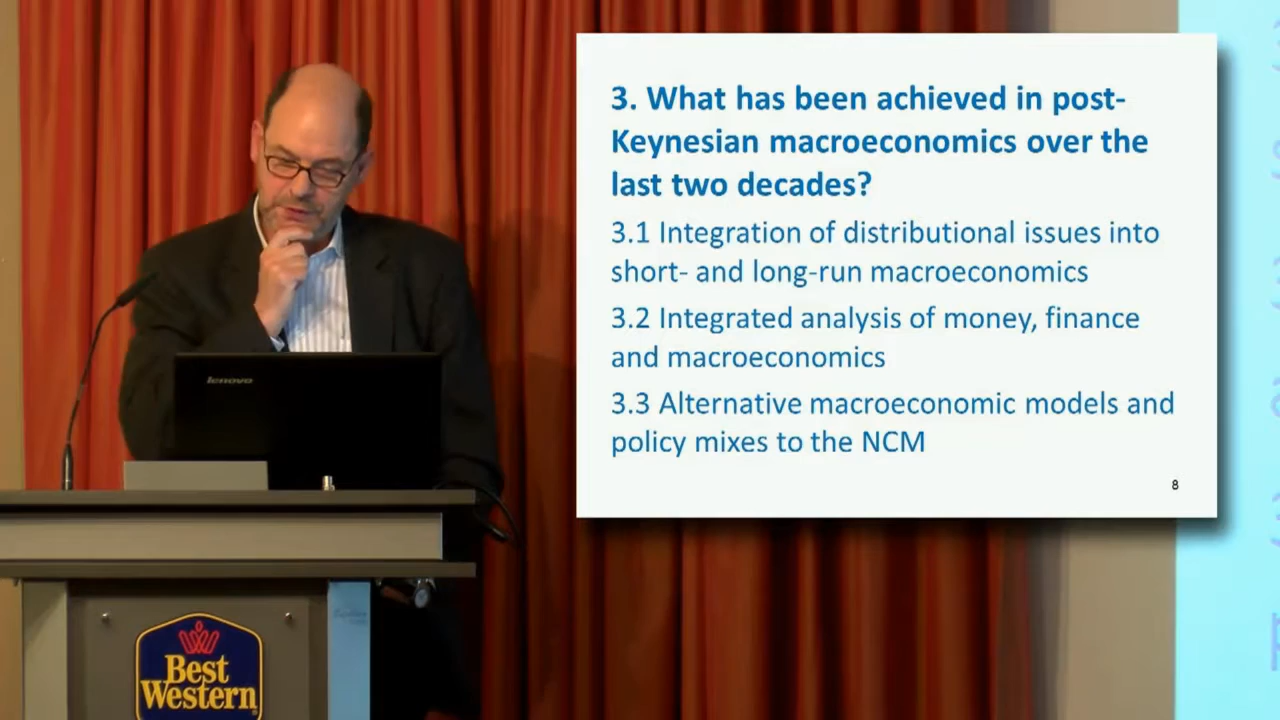 3. What has been achieved in post-
Keynesian macroeconomics over the
last two decades?
3.1 Integration of distributional issues into
short- and long-run macroeconomics
3.2 Integrated analysis of money, finance
and macroeconomics
3.3 Alternative macroeconomic models and
policy mixes to the NCM
8
lenovo
Best
Western